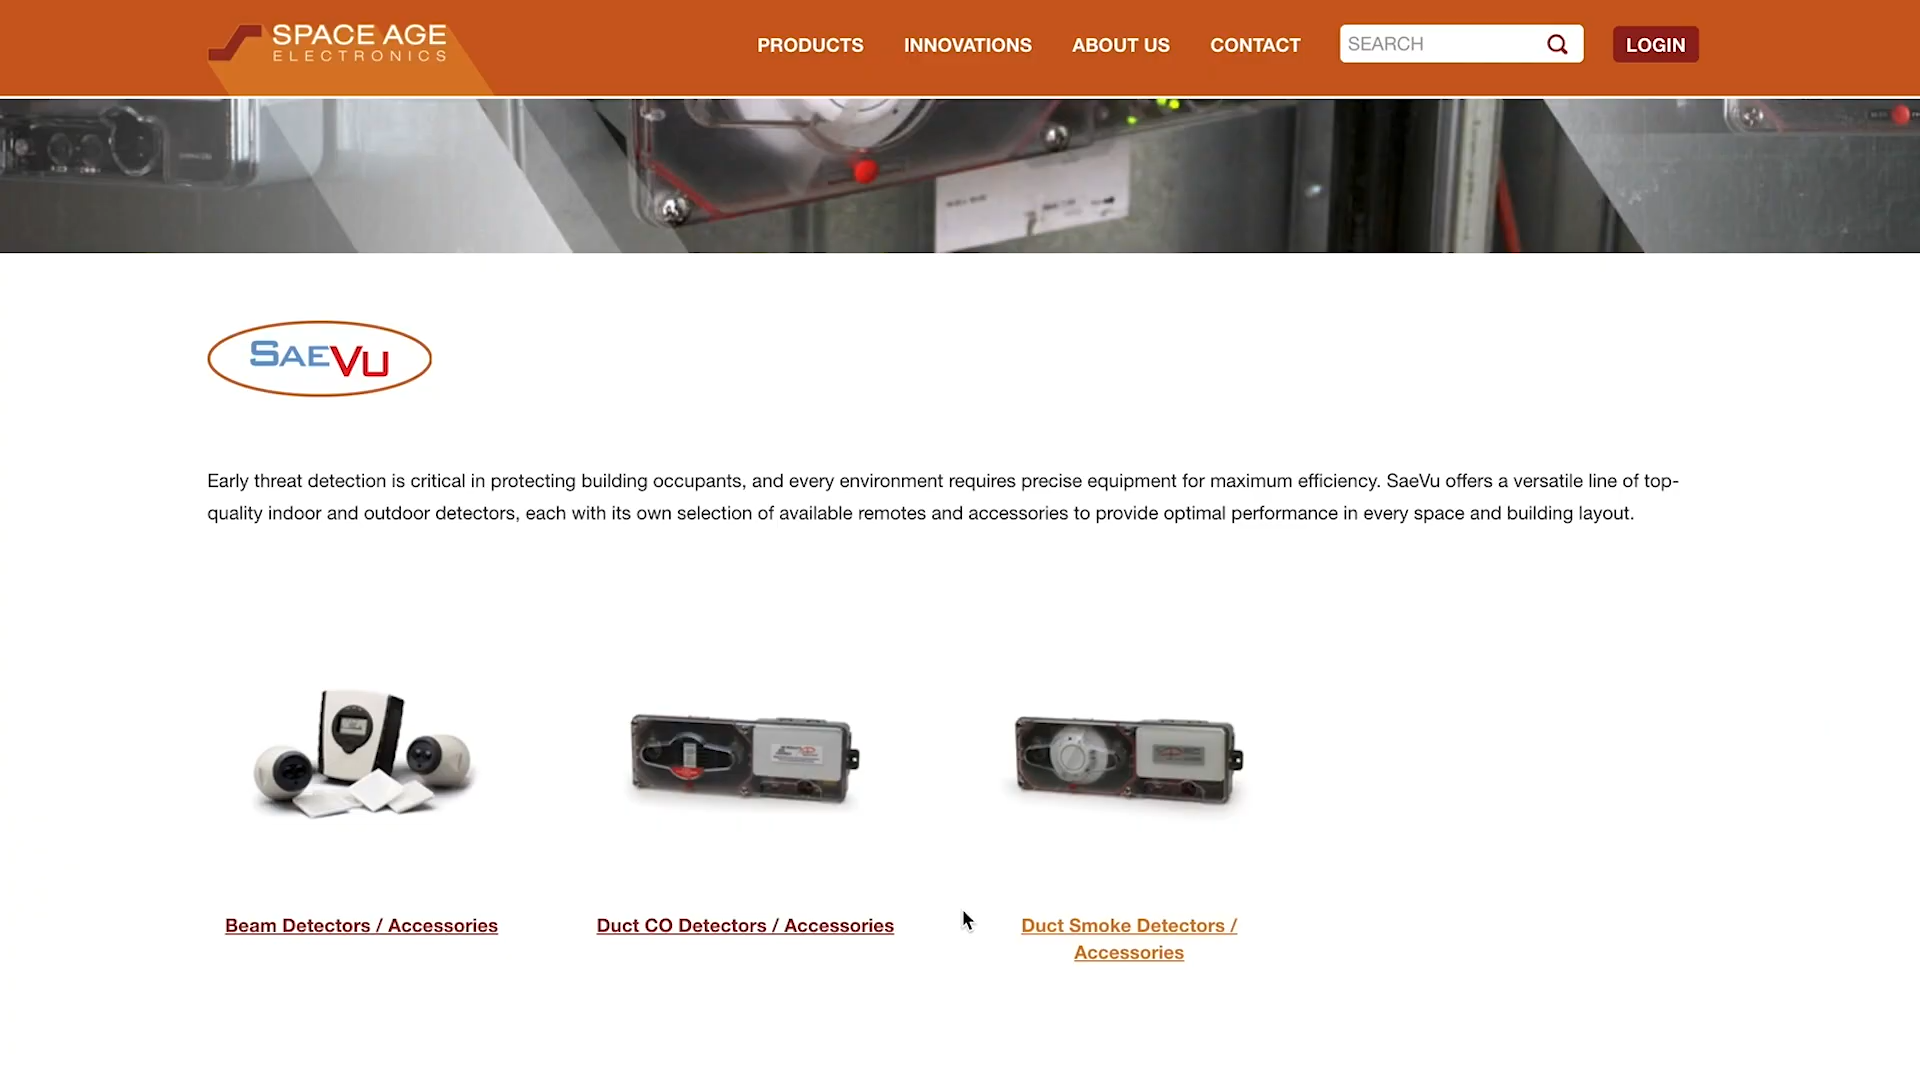 SPACE AGE
ELECTRONICS
PRODUCTS
INNOVATIONS
ABOUT US
CONTACT
SEARCH
LOGIN
SAEVU
Early threat detection is critical in protecting building occupants, and every environment requires precise equipment for maximum efficiency. SaeVu offers a versatile line of top-
quality indoor and outdoor detectors, each with its own selection of available remotes and accessories to provide optimal performance in every space and building layout.
Beam Detectors / Accessories
Duct CO Detectors / Accessories
Duct Smoke Detectors /
Accessories